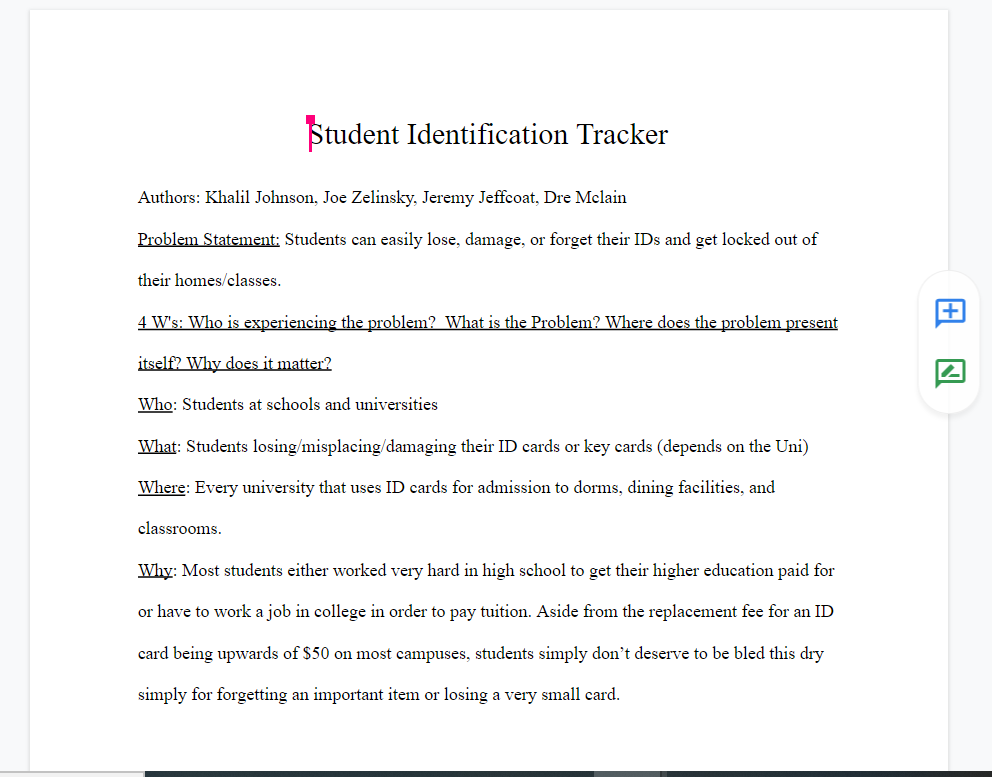 Student Identification Tracker
Authors: Khalil Johnson, Joe Zelinsky, Jeremy Jeffcoat, Dre Mclain
Problem Statement: Students can easily lose, damage, or forget their IDs and get locked out of
their homes/classes.
4 W's: Who is experiencing the problem?  What is the Problem? Where does the problem present
itself? Why does it matter?
Who: Students at schools and universities
What: Students losing/misplacing/damaging their ID cards or key cards (depends on the Uni)
Where: Every university that uses ID cards for admission to dorms, dining facilities, and
classrooms.
Why: Most students either worked very hard in high school to get their higher education paid for
or have to work a job in college in order to pay tuition. Aside from the replacement fee for an ID
card being upwards of $50 on most campuses, students simply don’t deserve to be bled this dry
simply for forgetting an important item or losing a very small card.